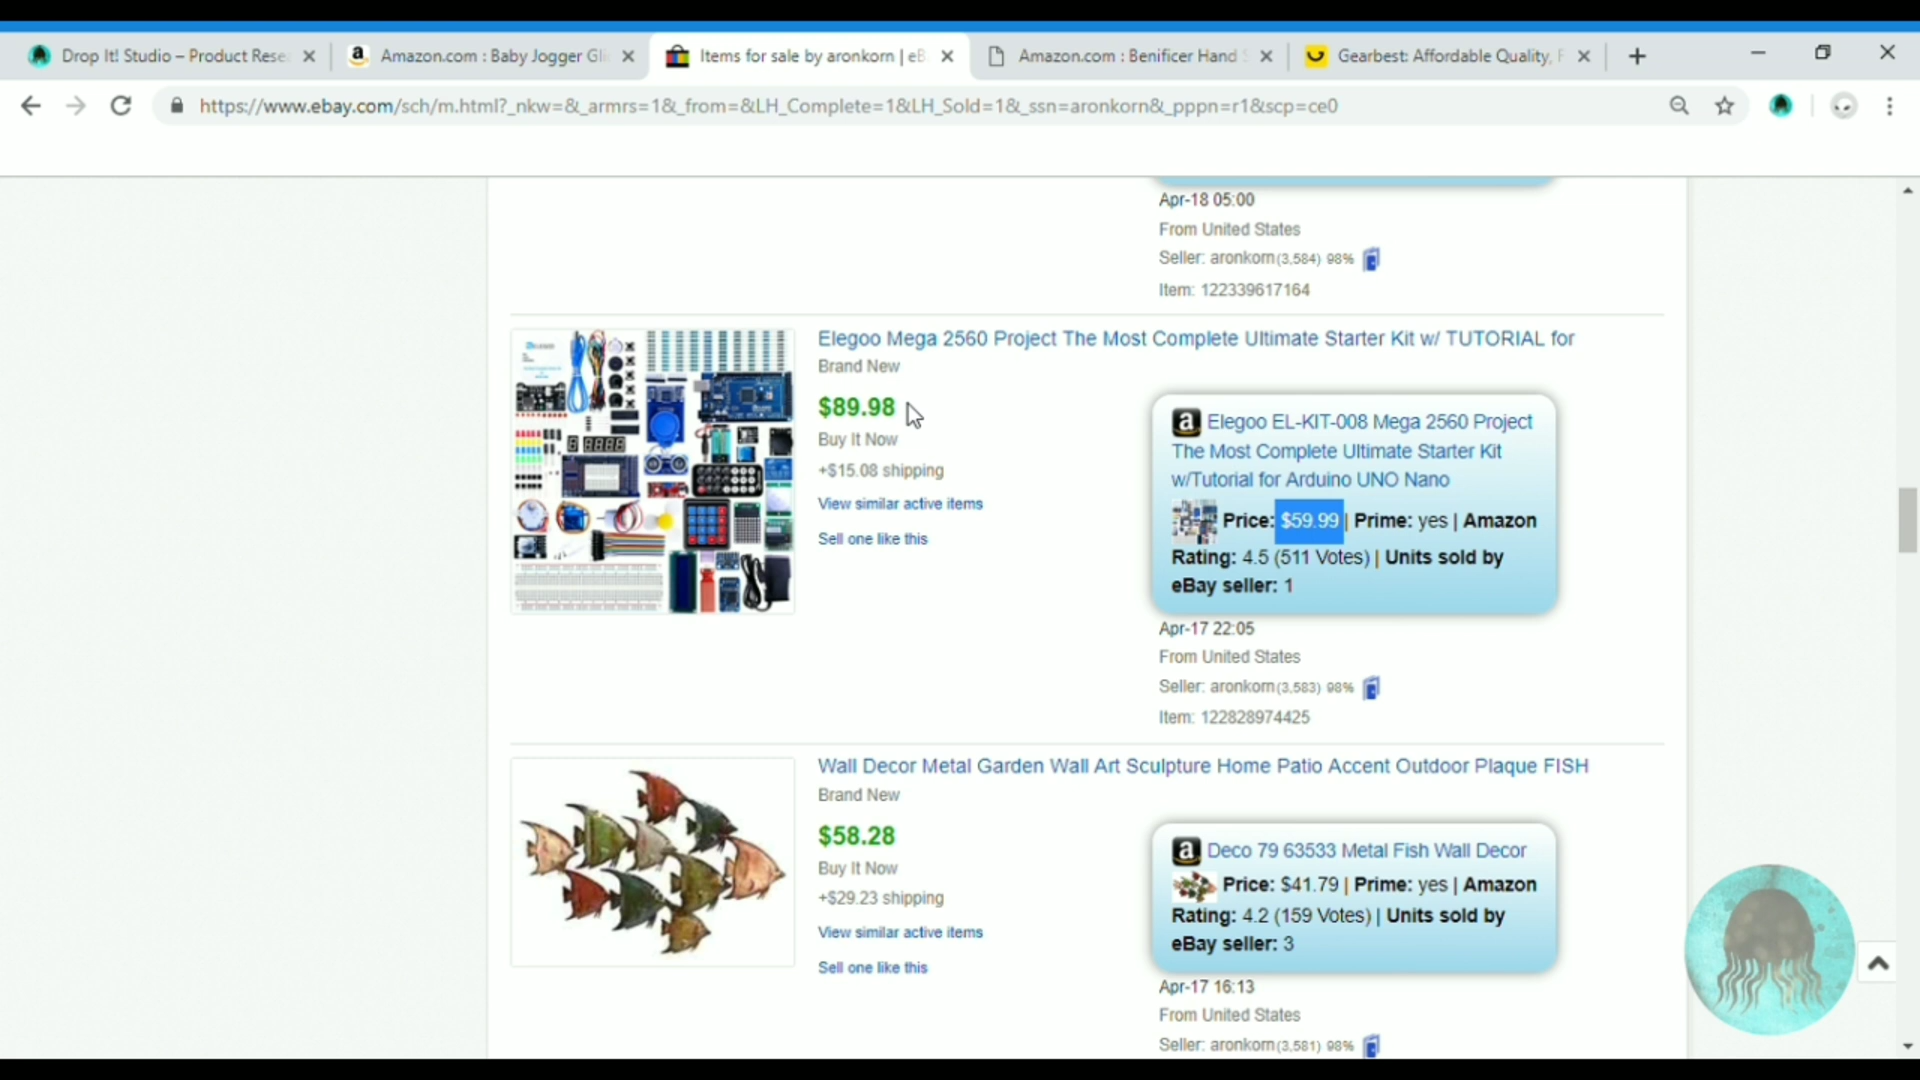 Drop It! Studio – Product Rese
Amazon.com : Baby Jogger Gli
Items for sale by aronkorn | eB
Amazon.com : Benificer Hand S
Gearbest: Affordable Quality, F
https://www.ebay.com/sch/m.html?_nkw=&_armrs=1&_from=&LH_Complete=1&LH_Sold=1&_ssn=aronkorn&_pppn=r1&scp=ce0
Apr-18 05:00
From United States
Seller: aronkorn(3,584) 98%
Item: 122339617164
Elegoo Mega 2560 Project The Most Complete Ultimate Starter Kit w/ TUTORIAL for
Brand New
$89.98
Buy It Now
+$15.08 shipping
View similar active items
Sell one like this
Elegoo EL-KIT-008 Mega 2560 Project
The Most Complete Ultimate Starter Kit
w/Tutorial for Arduino UNO Nano
Price: $59.99 | Prime: yes | Amazon
Rating: 4.5 (511 Votes) | Units sold by
eBay seller: 1
Apr-17 22:05
From United States
Seller: aronkorn(3,583) 98%
Item: 122828974425
Wall Decor Metal Garden Wall Art Sculpture Home Patio Accent Outdoor Plaque FISH
Brand New
$58.28
Buy It Now
+$29.23 shipping
View similar active items
Sell one like this
Deco 79 63533 Metal Fish Wall Decor
Price: $41.79 | Prime: yes | Amazon
Rating: 4.2 (159 Votes) | Units sold by
eBay seller: 3
Apr-17 16:13
From United States
Seller: aronkorn(3,581) 98%